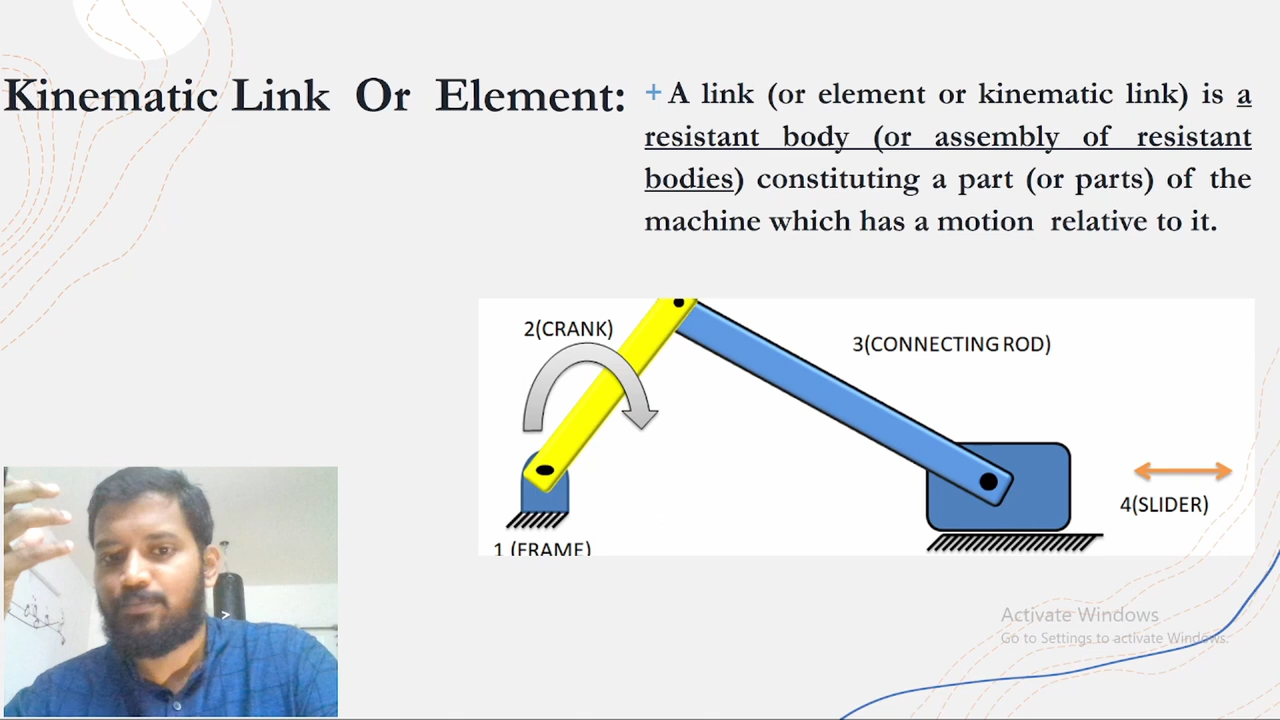 Kinematic Link Or Element:
+ A link (or element or kinematic link) is a
resistant body (or assembly of resistant
bodies) constituting a part (or parts) of the
machine which has a motion relative to it.
2(CRANK)
3(CONNECTING ROD)
4(SLIDER)
1 (FRAME)
Activate Windows
Go to Settings to activate Windows.